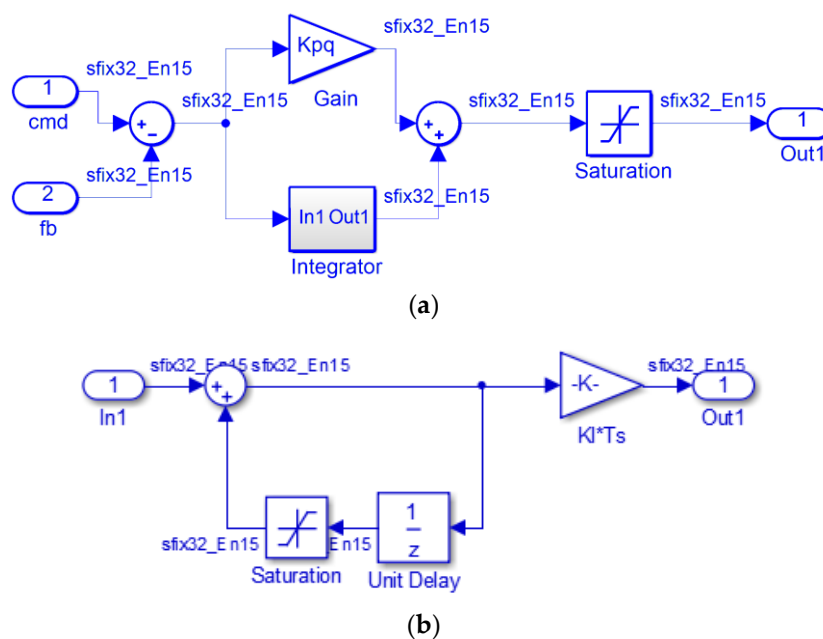 sfix32_En15
Kpq
sfix32_En15
1
cmd
sfix32_En15
+
-
Gain
+
+
sfix32_En15
sfix32_En15
1
Out1
Saturation
sfix32_En15
2
fb
In1 Out1
sfix32_En15
Integrator
(a)
1
In1
sfix32_En15
+
+
sfix32_En15
-K-
KI*Ts
sfix32_En15
1
Out1
sfix32_En15
Saturation
_En15
1
z
Unit Delay
(b)